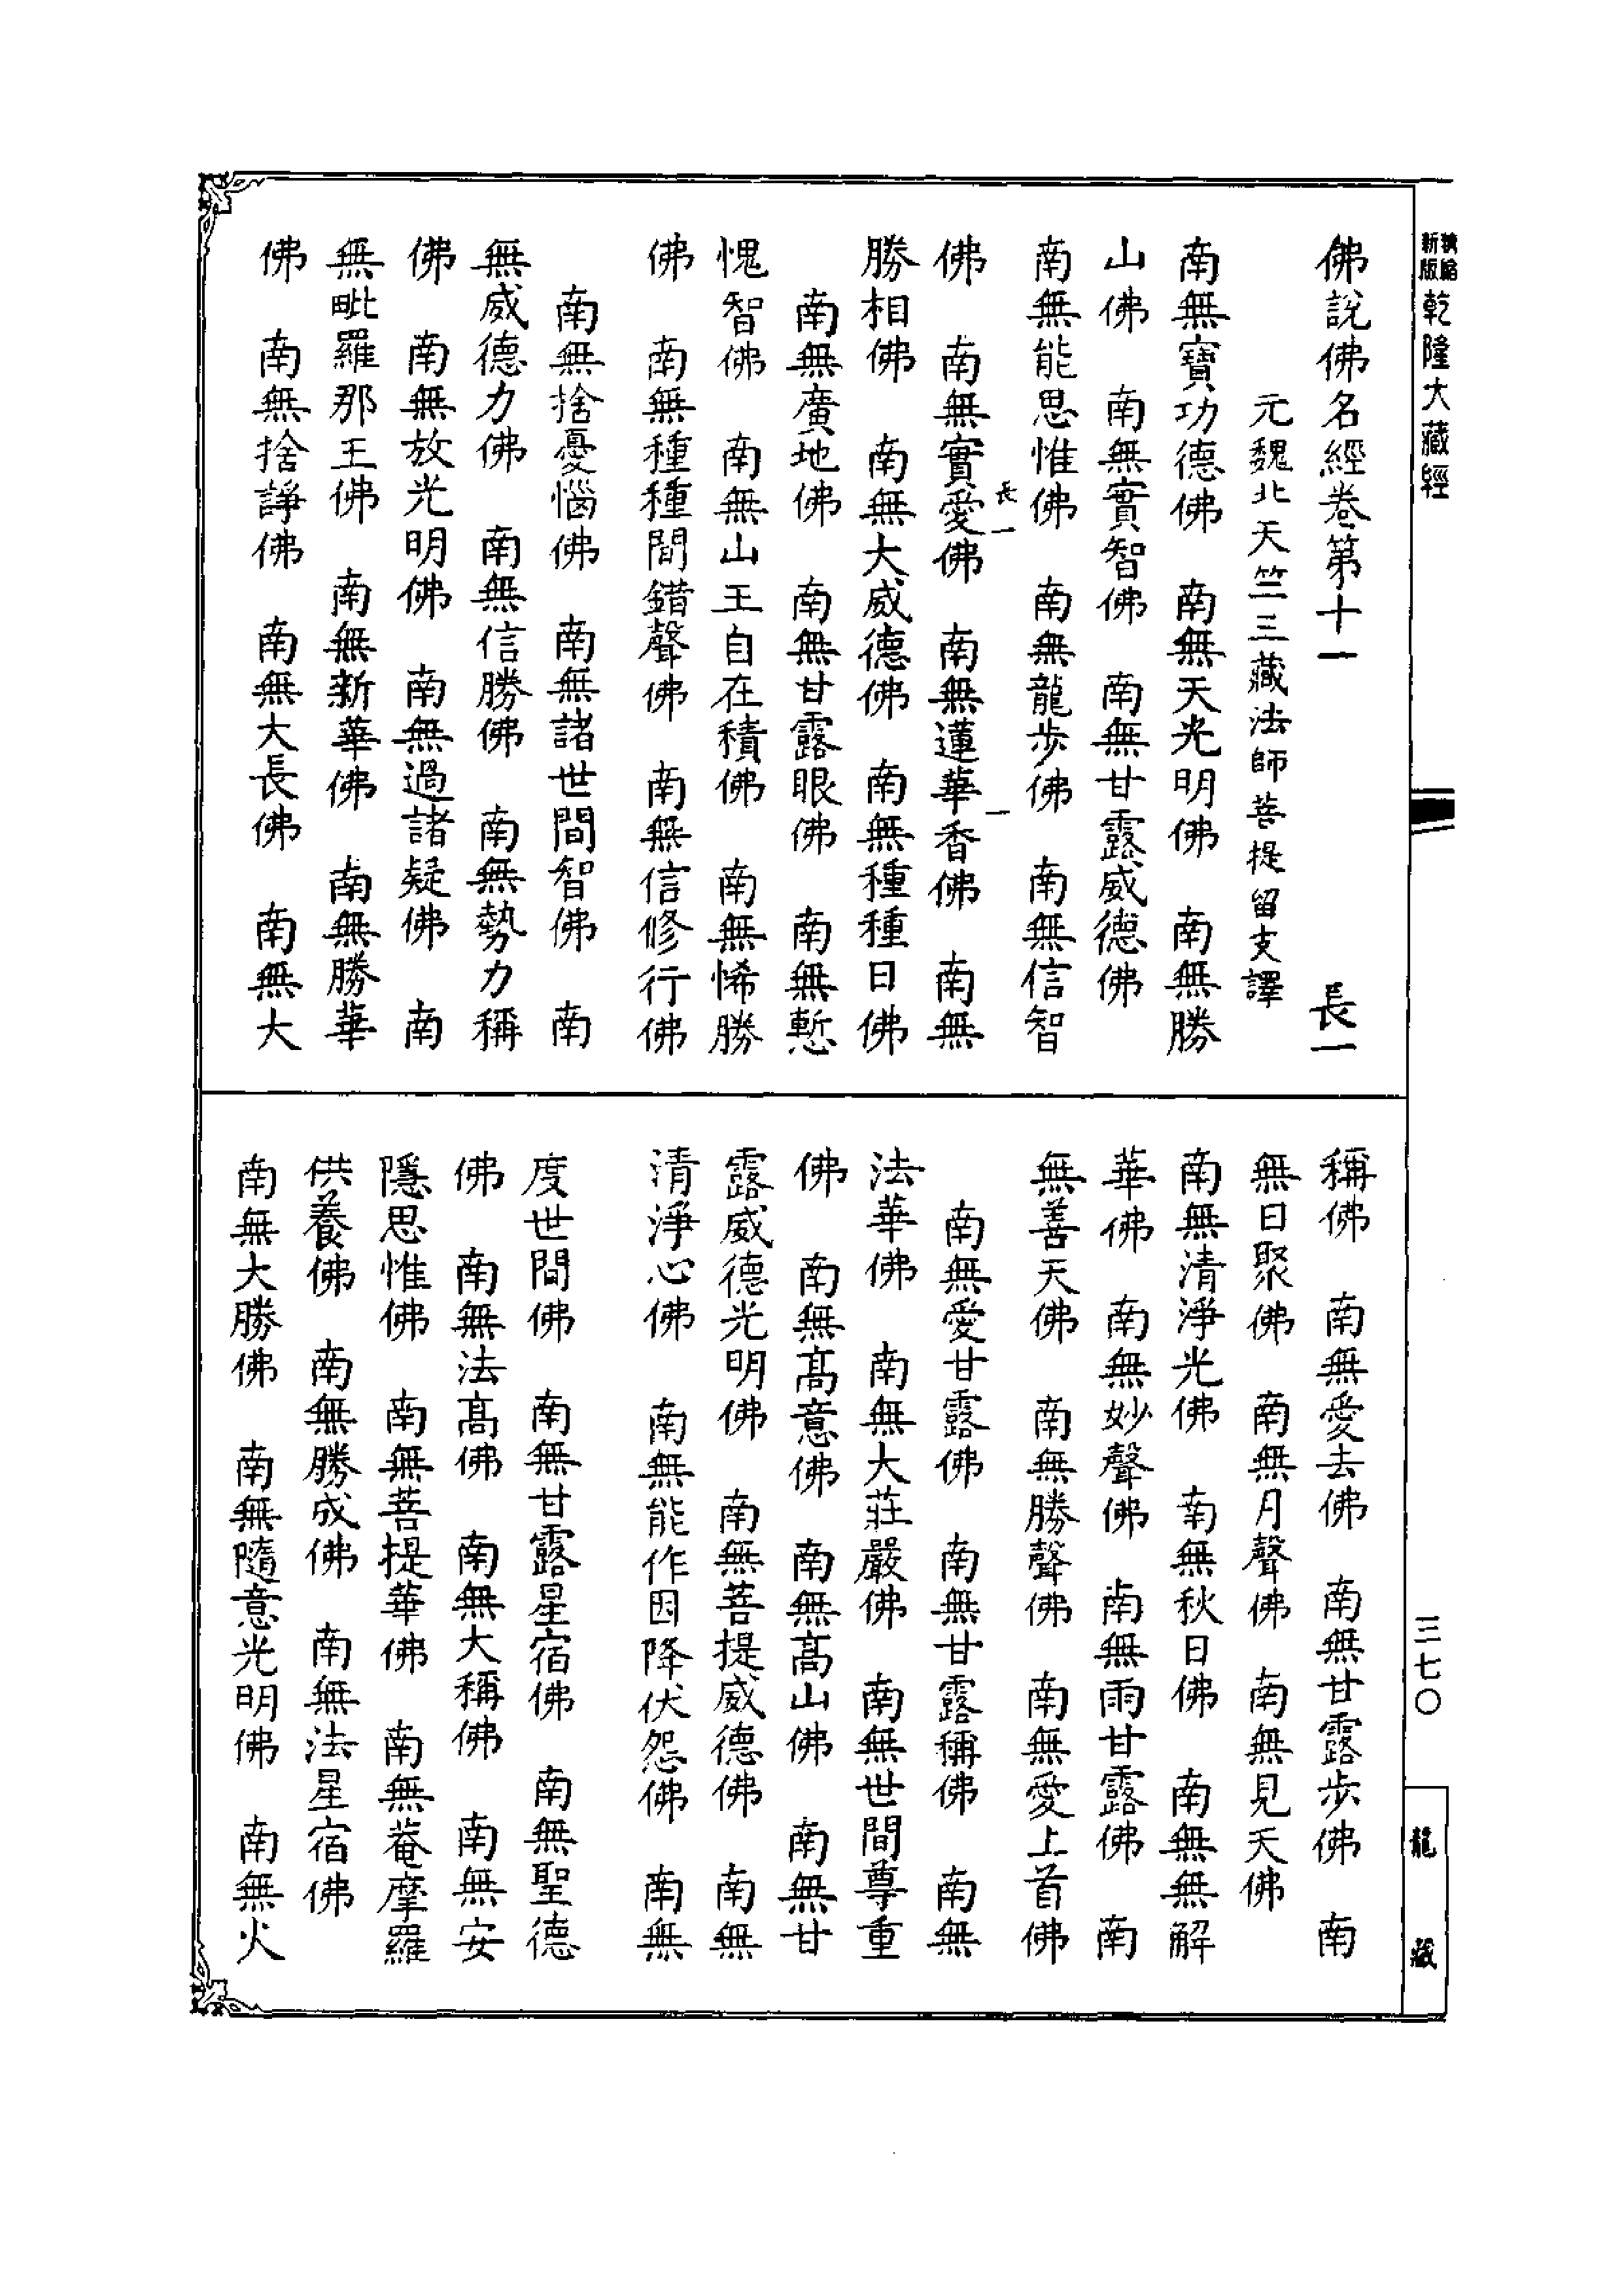 新版 精縮 乾隆大藏經
佛說佛名經卷第十一　長一
元魏北天竺三藏法師菩提留支譯
南無寶功德佛　南無天光明佛　南無勝
山佛　南無實智佛　南無甘露威德佛
南無能思惟佛　南無龍步佛　南無信智
長一　一
佛　南無實愛佛　南無蓮華香佛　南無
勝相佛　南無大威德佛　南無種種日佛
南無廣地佛　南無甘露眼佛　南無慙
愧智佛　南無山王自在積佛　南無悕勝
佛　南無種種間錯聲佛　南無信修行佛
南無捨憂惱佛　南無諸世間智佛　南
無威德力佛　南無信勝佛　南無勢力稱
佛　南無放光明佛　南無過諸疑佛　南
無毗羅那王佛　南無新華佛　南無勝華
佛　南無捨諍佛　南無大長佛　南無大
稱佛　南無愛去佛　南無甘露步佛　南
無日聚佛　南無月聲佛　南無見天佛
南無清淨光佛　南無秋日佛　南無無解
華佛　南無妙聲佛　南無雨甘露佛　南
無善天佛　南無勝聲佛　南無愛上首佛
南無愛甘露佛　南無甘露稱佛　南無
法華佛　南無大莊嚴佛　南無世間尊重
佛　南無髙意佛　南無髙山佛　南無甘
露威德光明佛　南無菩提威德佛　南無
清淨心佛　南無能作因降伏怨佛　南無
度世間佛　南無甘露星宿佛　南無聖德
佛　南無法髙佛　南無大稱佛　南無安
隱思惟佛　南無菩提華佛　南無菴摩羅
供養佛　南無勝成佛　南無法星宿佛
南無大勝佛　南無隨意光明佛　南無火
三七〇
龍藏